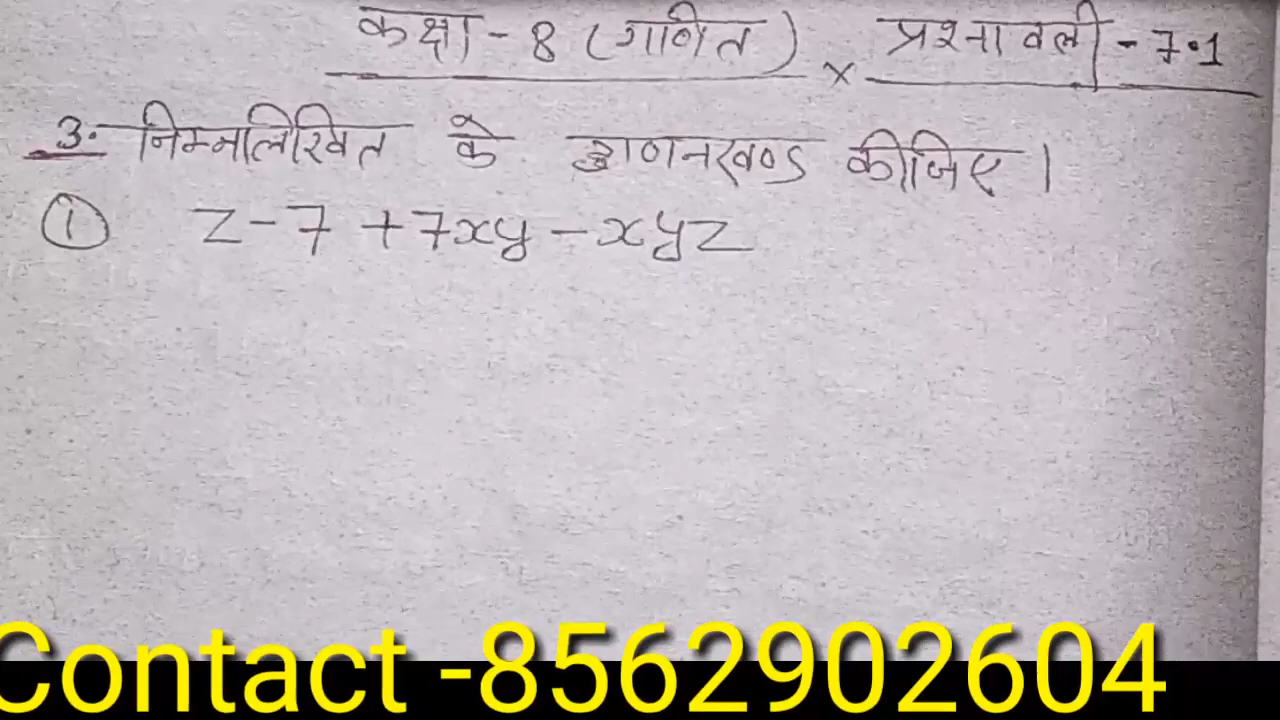 कक्षा - 8 (गणित) x प्रश्नावली - 7.1
3. निम्नलिखित के गुणनखण्ड कीजिए।
① z - 7 + 7xy - xyz
Contact -8562902604